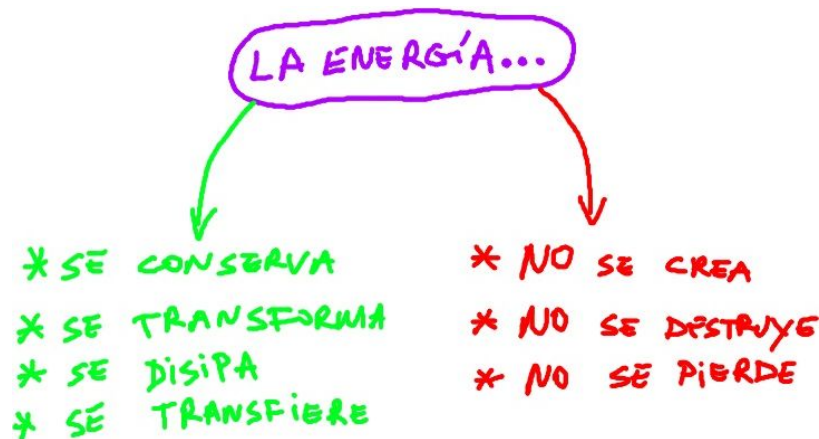 LA ENERGÍA...
* SE CONSERVA
* SE TRANSFORMA
* SE DISIPA
* SE TRANSFIERE
* NO SE CREA
* NO SE DESTRUYE
* NO SE PIERDE